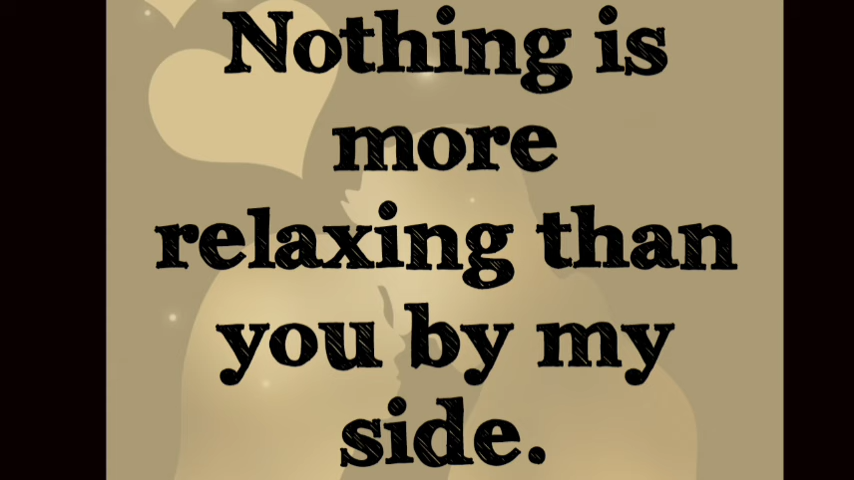 Nothing is
more
relaxing than
you by my
side.